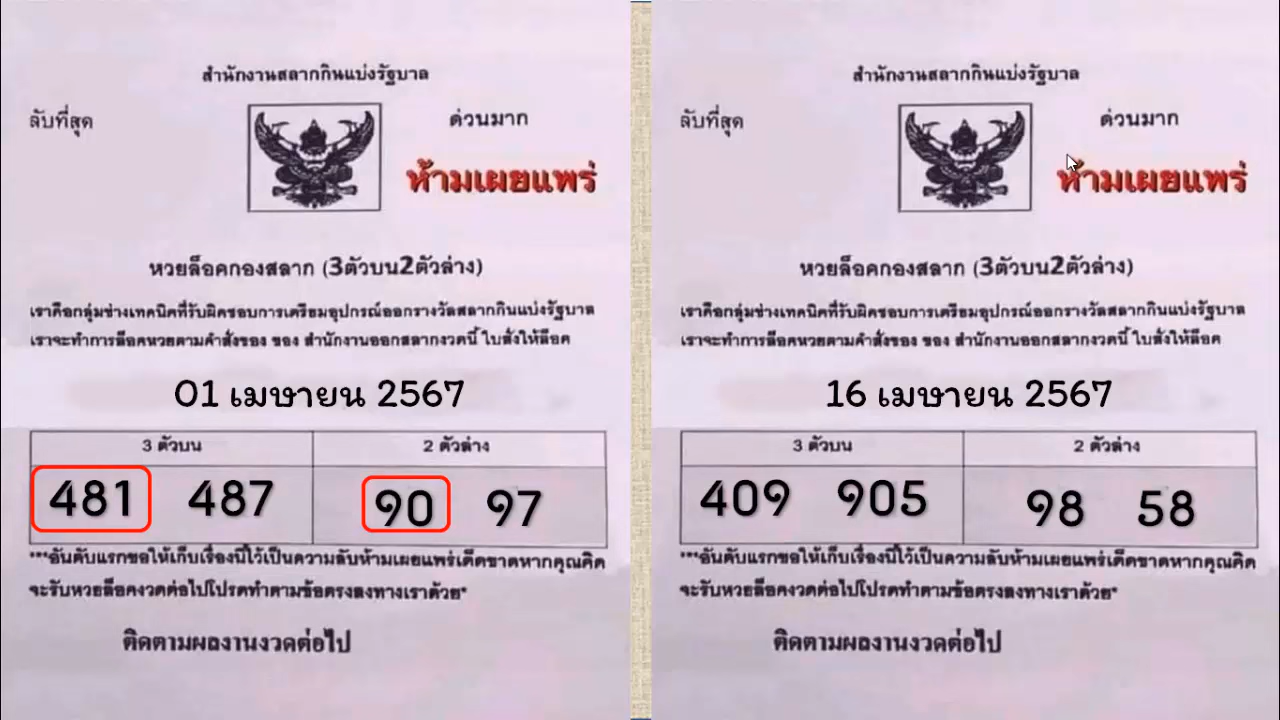 สำนักงานสลากกินแบ่งรัฐบาล
ลับที่สุด
ด่วนมาก
ห้ามเผยแพร่
หวยล็อคกองสลาก (3ตัวบน2ตัวล่าง)
เราคือกลุ่มช่างเทคนิคที่รับผิดชอบการเตรียมอุปกรณ์ออกรางวัลสลากกินแบ่งรัฐบาล
เราจะทำการล็อคหวยตามคำสั่งของ ของ สำนักงานออกสลากงวดนี้ ใบสั่งให้ล็อค
01 เมษายน 2567
3 ตัวบน 2 ตัวล่าง
481 487 90 97
***อันดับแรกขอให้เก็บเรื่องนี้ไว้เป็นความลับห้ามเผยแพร่เด็ดขาดหากคุณคิด
จะรับหวยล็อคงวดต่อไปโปรดทำตามข้อตรงลงทางเราด้วย*
ติดตามผลงานงวดต่อไป
สำนักงานสลากกินแบ่งรัฐบาล
ลับที่สุด
ด่วนมาก
ห้ามเผยแพร่
หวยล็อคกองสลาก (3ตัวบน2ตัวล่าง)
เราคือกลุ่มช่างเทคนิคที่รับผิดชอบการเตรียมอุปกรณ์ออกรางวัลสลากกินแบ่งรัฐบาล
เราจะทำการล็อคหวยตามคำสั่งของ ของ สำนักงานออกสลากงวดนี้ ใบสั่งให้ล็อค
16 เมษายน 2567
3 ตัวบน 2 ตัวล่าง
409 905 98 58
***อันดับแรกขอให้เก็บเรื่องนี้ไว้เป็นความลับห้ามเผยแพร่เด็ดขาดหากคุณคิด
จะรับหวยล็อคงวดต่อไปโปรดทำตามข้อตรงลงทางเราด้วย*
ติดตามผลงานงวดต่อไป